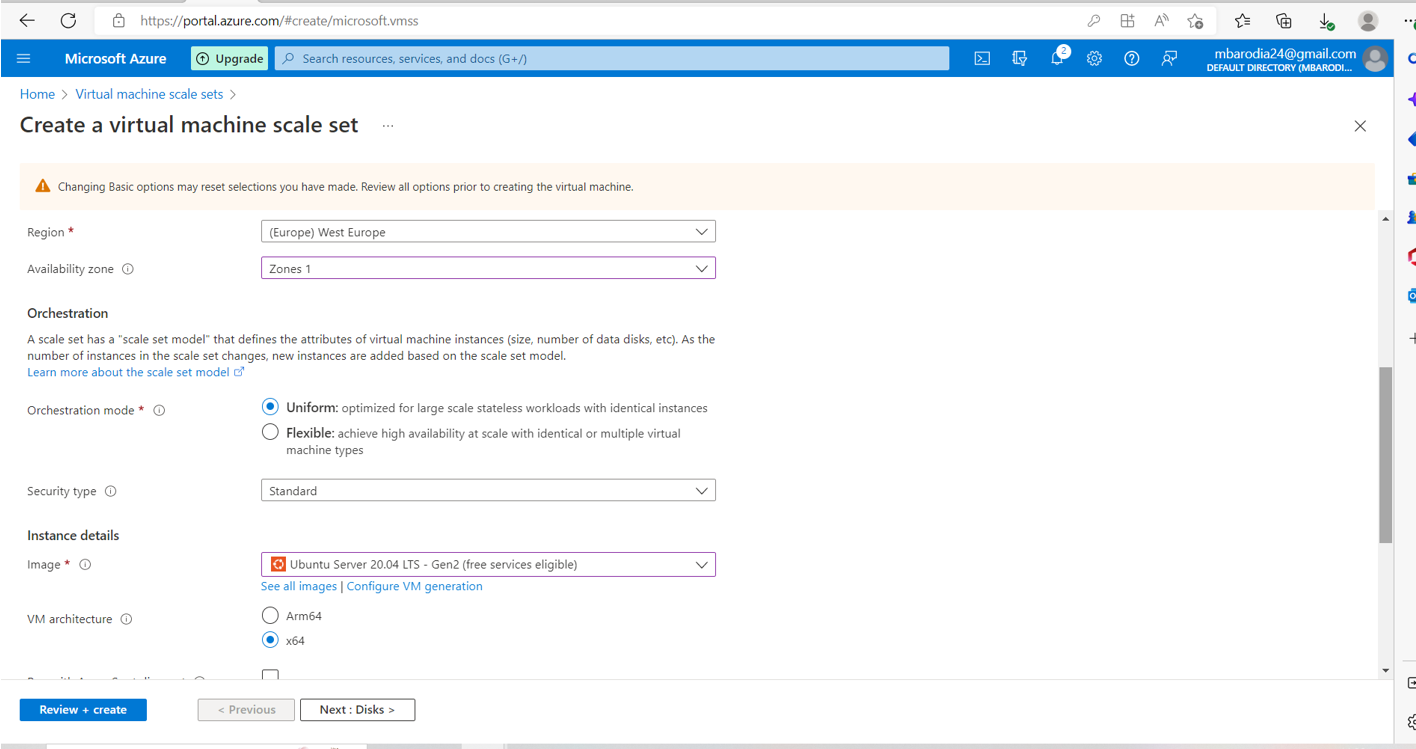 https://portal.azure.com/#create/microsoft.vmss
Microsoft Azure
Upgrade
Search resources, services, and docs (G+/)
2
mbarodia24@gmail.com
DEFAULT DIRECTORY (MBARODI...
Home > Virtual machine scale sets >
Create a virtual machine scale set ...
Changing Basic options may reset selections you have made. Review all options prior to creating the virtual machine.
Region * (Europe) West Europe
Availability zone Zones 1
Orchestration
A scale set has a "scale set model" that defines the attributes of virtual machine instances (size, number of data disks, etc). As the
number of instances in the scale set changes, new instances are added based on the scale set model.
Learn more about the scale set model
Orchestration mode * Uniform: optimized for large scale stateless workloads with identical instances
Flexible: achieve high availability at scale with identical or multiple virtual
machine types
Security type Standard
Instance details
Image * Ubuntu Server 20.04 LTS - Gen2 (free services eligible)
See all images | Configure VM generation
VM architecture Arm64
x64
Review + create < Previous Next : Disks >